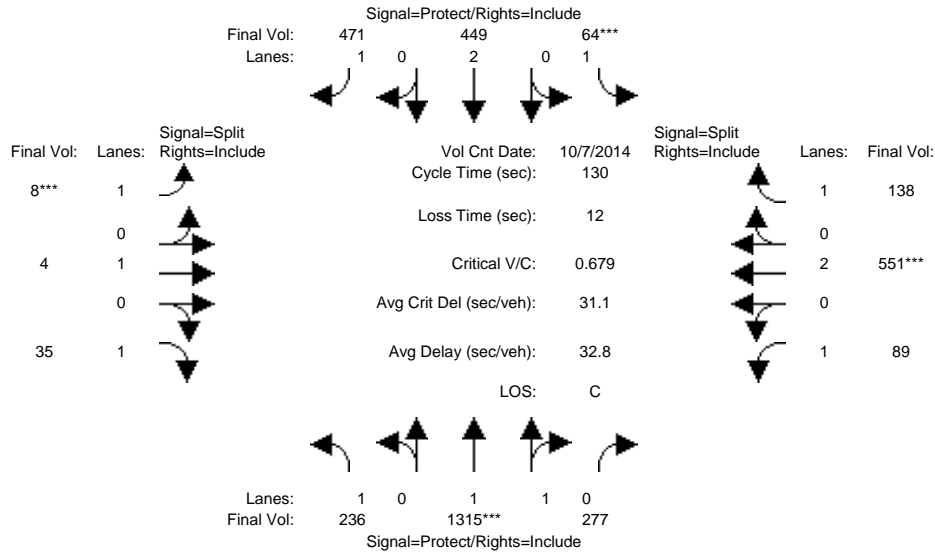 Signal=Protect/Rights=Include
Final Vol: 471 449 64***
Lanes: 1 0 2 0 1
Signal=Split Signal=Split
Final Vol: Lanes: Rights=Include Vol Cnt Date: 10/7/2014 Rights=Include Lanes: Final Vol:
Cycle Time (sec): 130
8*** 1 1 138
Loss Time (sec): 12
0 0
4 1 Critical V/C: 0.679 2 551***
0 Avg Crit Del (sec/veh): 31.1 0
35 1 Avg Delay (sec/veh): 32.8 1 89
LOS: C
Lanes: 1 0 1 1 0
Final Vol: 236 1315*** 277
Signal=Protect/Rights=Include